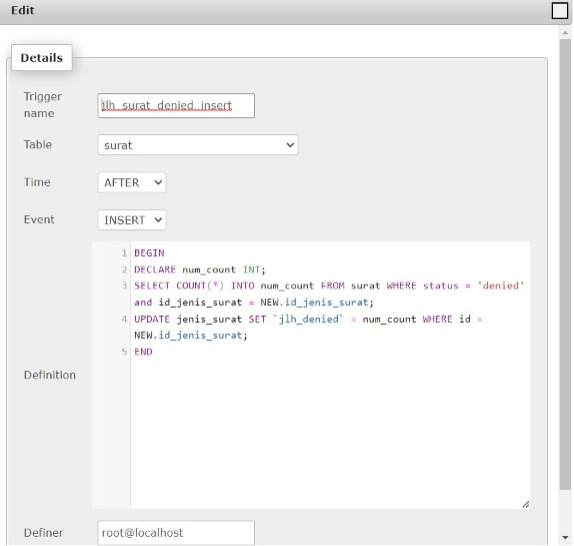 Edit
Details
Trigger
name
jlh_surat_denied_insert
Table
surat
Time
AFTER
Event
INSERT
Definition
1 BEGIN
2 DECLARE num_count INT;
3 SELECT COUNT(*) INTO num_count FROM surat WHERE status = 'denied'
and id_jenis_surat = NEW.id_jenis_surat;
4 UPDATE jenis_surat SET `jlh_denied` = num_count WHERE id =
NEW.id_jenis_surat;
5 END
Definer
root@localhost